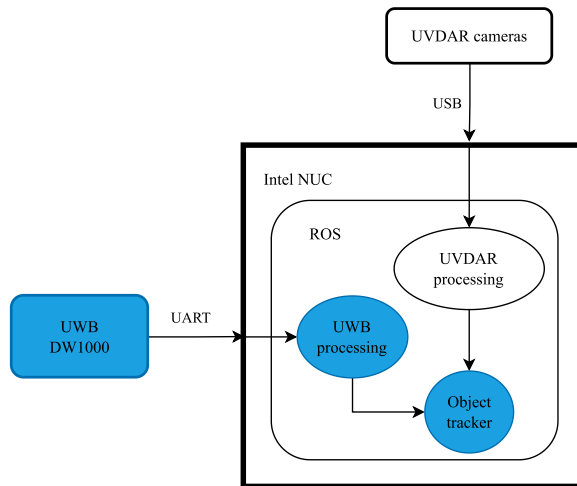 UVDAR cameras
USB
Intel NUC
ROS
UVDAR
processing
UWB
DW1000
UART
UWB
processing
Object
tracker